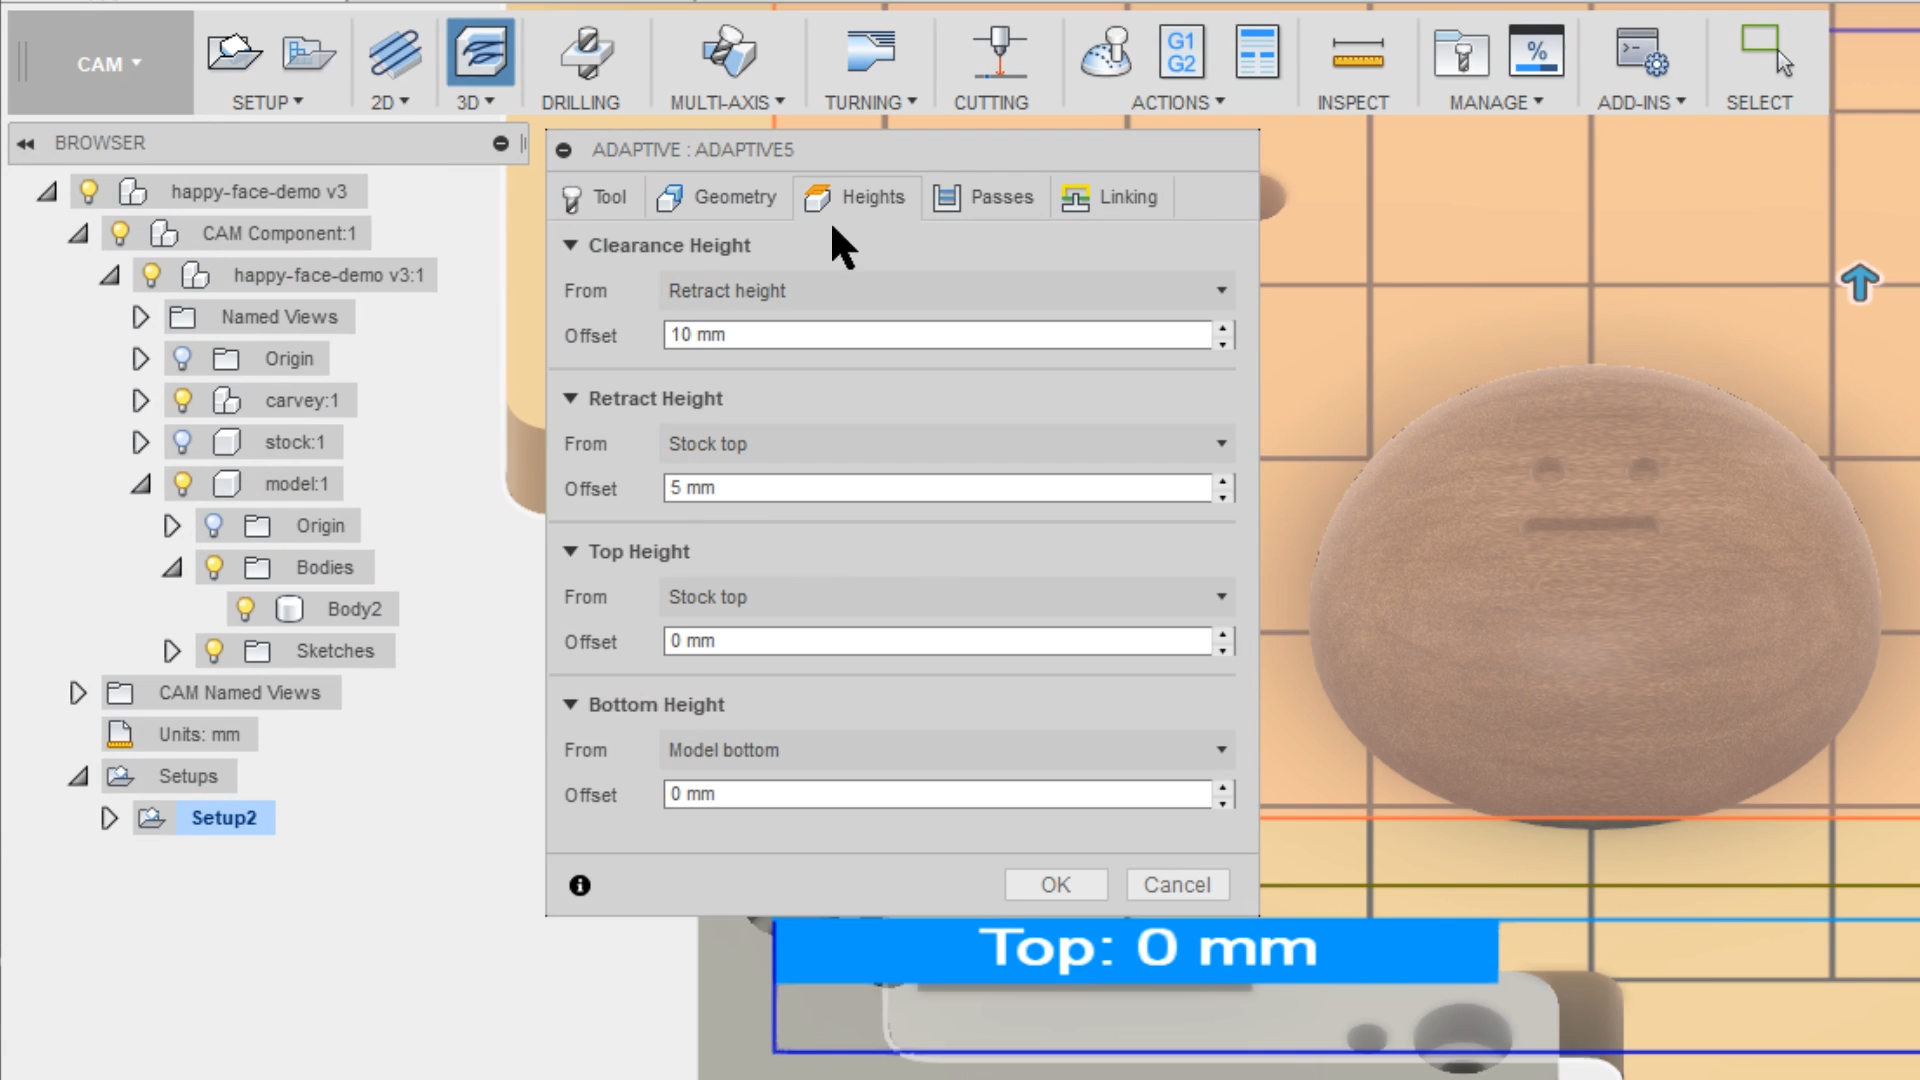 CAM
SETUP
2D
3D
DRILLING
MULTI-AXIS
TURNING
CUTTING
G1
G2
ACTIONS
INSPECT
%
MANAGE
ADD-INS
SELECT
BROWSER
happy-face-demo v3
CAM Component:1
happy-face-demo v3:1
Named Views
Origin
carvey:1
stock:1
model:1
Origin
Bodies
Body2
Sketches
CAM Named Views
Units: mm
Setups
Setup2
ADAPTIVE : ADAPTIVE5
Tool
Geometry
Heights
Passes
Linking
Clearance Height
From Retract height
Offset 10 mm
Retract Height
From Stock top
Offset 5 mm
Top Height
From Stock top
Offset 0 mm
Bottom Height
From Model bottom
Offset 0 mm
OK
Cancel
Top: 0 mm